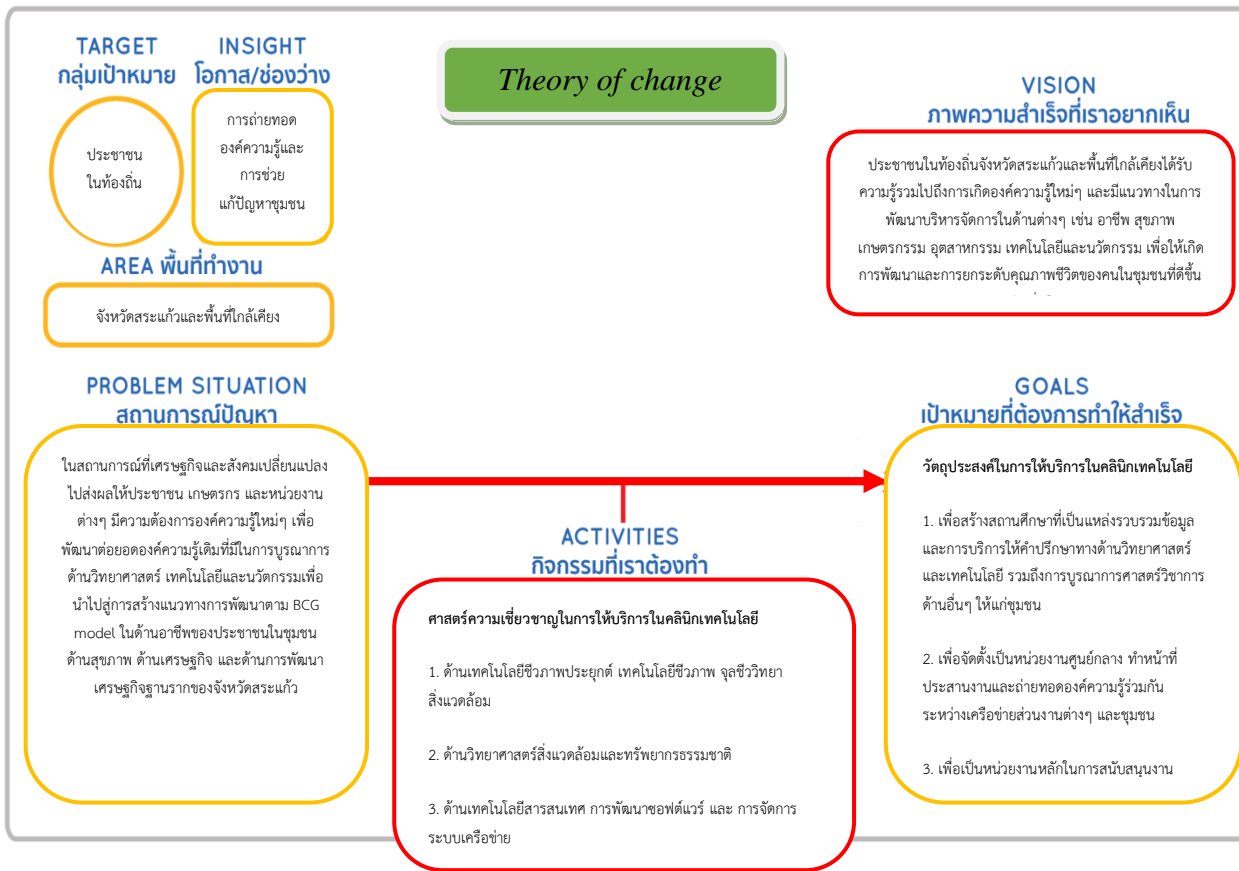 TARGET
กลุ่มเป้าหมาย
INSIGHT
โอกาส/ช่องว่าง
Theory of change
VISION
ภาพความสำเร็จที่เราอยากเห็น
ประชาชน
ในท้องถิ่น
การถ่ายทอด
องค์ความรู้และ
การช่วย
แก้ปัญหาชุมชน
ประชาชนในท้องถิ่นจังหวัดสระแก้วและพื้นที่ใกล้เคียงได้รับ
ความรู้รวมไปถึงการเกิดองค์ความรู้ใหม่ๆ และมีแนวทางในการ
พัฒนาบริหารจัดการในด้านต่างๆ เช่น อาชีพ สุขภาพ
เกษตรกรรม อุตสาหกรรม เทคโนโลยีและนวัตกรรม เพื่อให้เกิด
การพัฒนาและการยกระดับคุณภาพชีวิตของคนในชุมชนที่ดีขึ้น
AREA พื้นที่ทำงาน
จังหวัดสระแก้วและพื้นที่ใกล้เคียง
PROBLEM SITUATION
สถานการณ์ปัญหา
ในสถานการณ์ที่เศรษฐกิจและสังคมเปลี่ยนแปลง
ไปส่งผลให้ประชาชน เกษตรกร และหน่วยงาน
ต่างๆ มีความต้องการองค์ความรู้ใหม่ๆ เพื่อ
พัฒนาต่อยอดองค์ความรู้เดิมที่มีในการบูรณาการ
ด้านวิทยาศาสตร์ เทคโนโลยีและนวัตกรรมเพื่อ
นำไปสู่การสร้างแนวทางการพัฒนาตาม BCG
model ในด้านอาชีพของประชาชนในชุมชน
ด้านสุขภาพ ด้านเศรษฐกิจ และด้านการพัฒนา
เศรษฐกิจฐานรากของจังหวัดสระแก้ว
ACTIVITIES
กิจกรรมที่เราต้องทำ
ศาสตร์ความเชี่ยวชาญในการให้บริการในคลินิกเทคโนโลยี
1. ด้านเทคโนโลยีชีวภาพประยุกต์ เทคโนโลยีชีวภาพ จุลชีววิทยา
สิ่งแวดล้อม
2. ด้านวิทยาศาสตร์สิ่งแวดล้อมและทรัพยากรธรรมชาติ
3. ด้านเทคโนโลยีสารสนเทศ การพัฒนาซอฟต์แวร์ และ การจัดการ
ระบบเครือข่าย
GOALS
เป้าหมายที่ต้องการทำให้สำเร็จ
วัตถุประสงค์ในการให้บริการในคลินิกเทคโนโลยี
1. เพื่อสร้างสถานศึกษาที่เป็นแหล่งรวบรวมข้อมูล
และการบริการให้คำปรึกษาทางด้านวิทยาศาสตร์
และเทคโนโลยี รวมถึงการบูรณาการศาสตร์วิชาการ
ด้านอื่นๆ ให้แก่ชุมชน
2. เพื่อจัดตั้งเป็นหน่วยงานศูนย์กลาง ทำหน้าที่
ประสานงานและถ่ายทอดองค์ความรู้ร่วมกัน
ระหว่างเครือข่ายส่วนงานต่างๆ และชุมชน
3. เพื่อเป็นหน่วยงานหลักในการสนับสนุนงาน